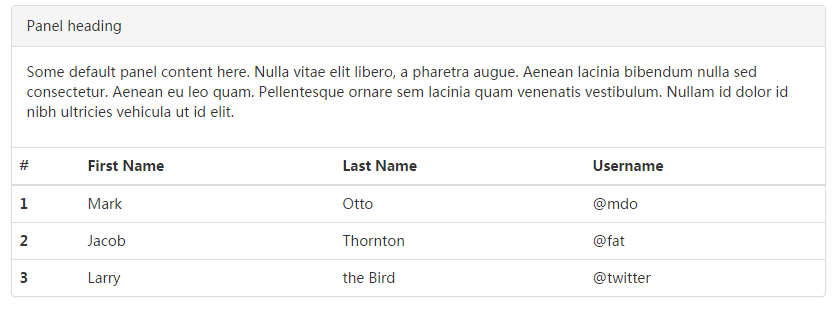 Panel heading
Some default panel content here. Nulla vitae elit libero, a pharetra augue. Aenean lacinia bibendum nulla sed
consectetur. Aenean eu leo quam. Pellentesque ornare sem lacinia quam venenatis vestibulum. Nullam id dolor id
nibh ultricies vehicula ut id elit.
# First Name Last Name Username
1 Mark Otto @mdo
2 Jacob Thornton @fat
3 Larry the Bird @twitter